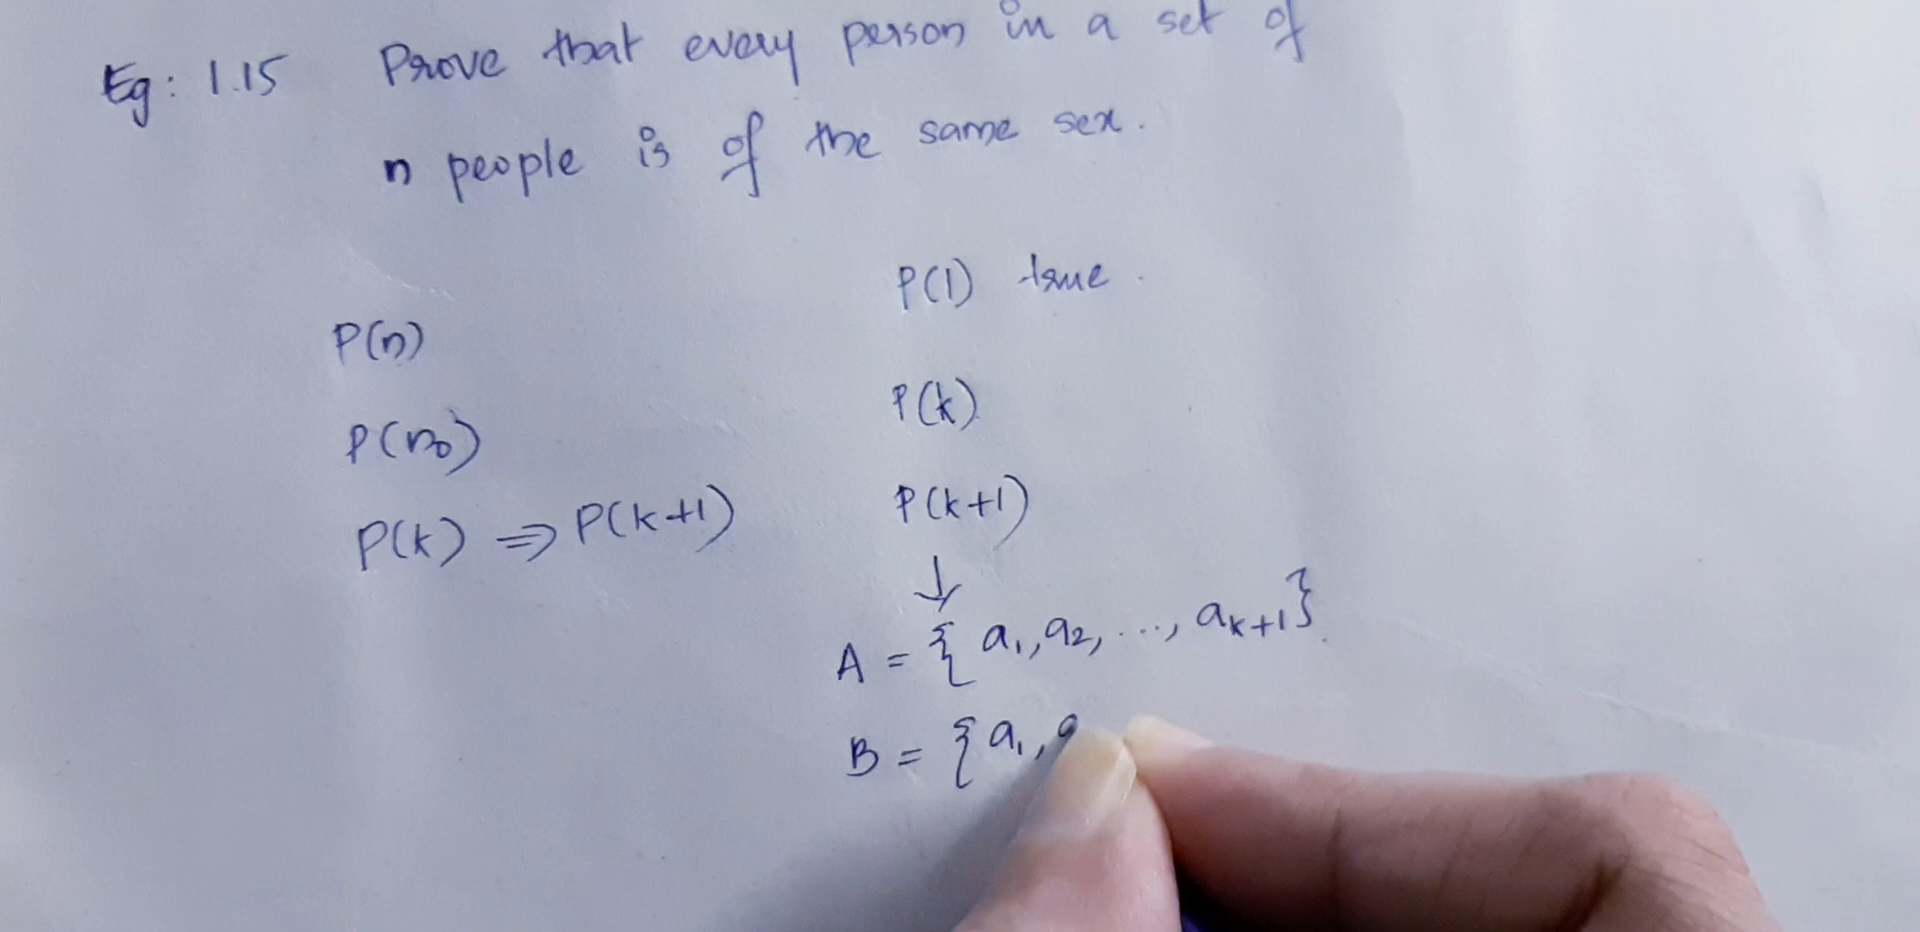 Eg: 1.15 Prove that every person in a set of
n people is of the same sex.
P(1) true.
P(n)
P(k)
P(n₀)
P(k+1)
P(k) ⇒ P(k+1)
↓
A = { a₁, a₂, ..., aₖ₊₁}
B = { a₁, a